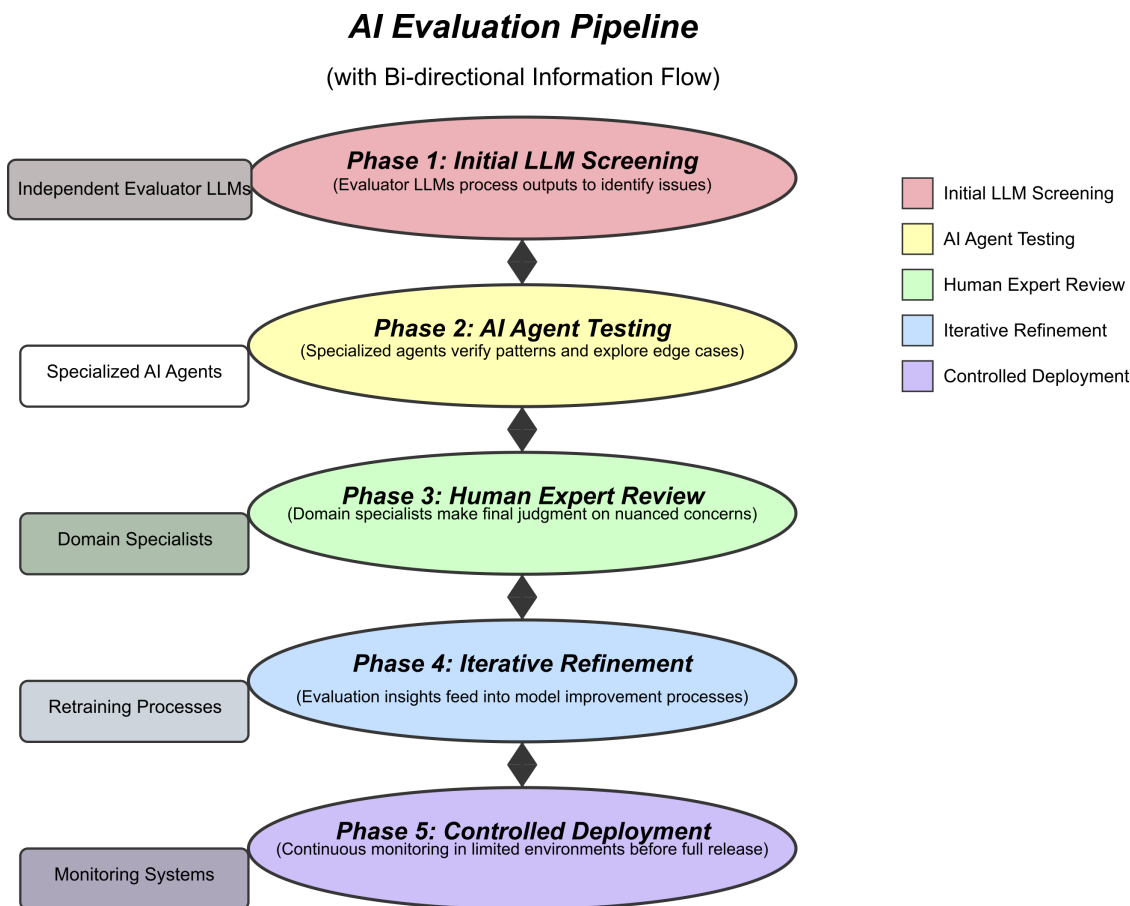 AI Evaluation Pipeline
(with Bi-directional Information Flow)
Phase 1: Initial LLM Screening
(Evaluator LLMs process outputs to identify issues)
Independent Evaluator LLMs
Phase 2: AI Agent Testing
(Specialized agents verify patterns and explore edge cases)
Specialized AI Agents
Phase 3: Human Expert Review
(Domain specialists make final judgment on nuanced concerns)
Domain Specialists
Phase 4: Iterative Refinement
(Evaluation insights feed into model improvement processes)
Retraining Processes
Phase 5: Controlled Deployment
(Continuous monitoring in limited environments before full release)
Monitoring Systems
Initial LLM Screening
AI Agent Testing
Human Expert Review
Iterative Refinement
Controlled Deployment